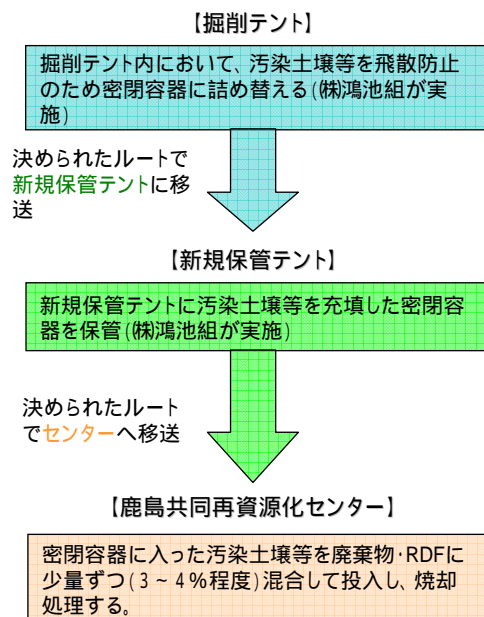 【掘削テント】
掘削テント内において、汚染土壌等を飛散防止
のため密閉容器に詰め替える(㈱鴻池組が実
施)
決められたルートで
新規保管テントに移
送
【新規保管テント】
新規保管テントに汚染土壌等を充填した密閉容
器を保管(㈱鴻池組が実施)
決められたルート
でセンターへ移送
【鹿島共同再資源化センター】
密閉容器に入った汚染土壌等を廃棄物・RDFに
少量ずつ(3~4%程度)混合して投入し、焼却
処理する。